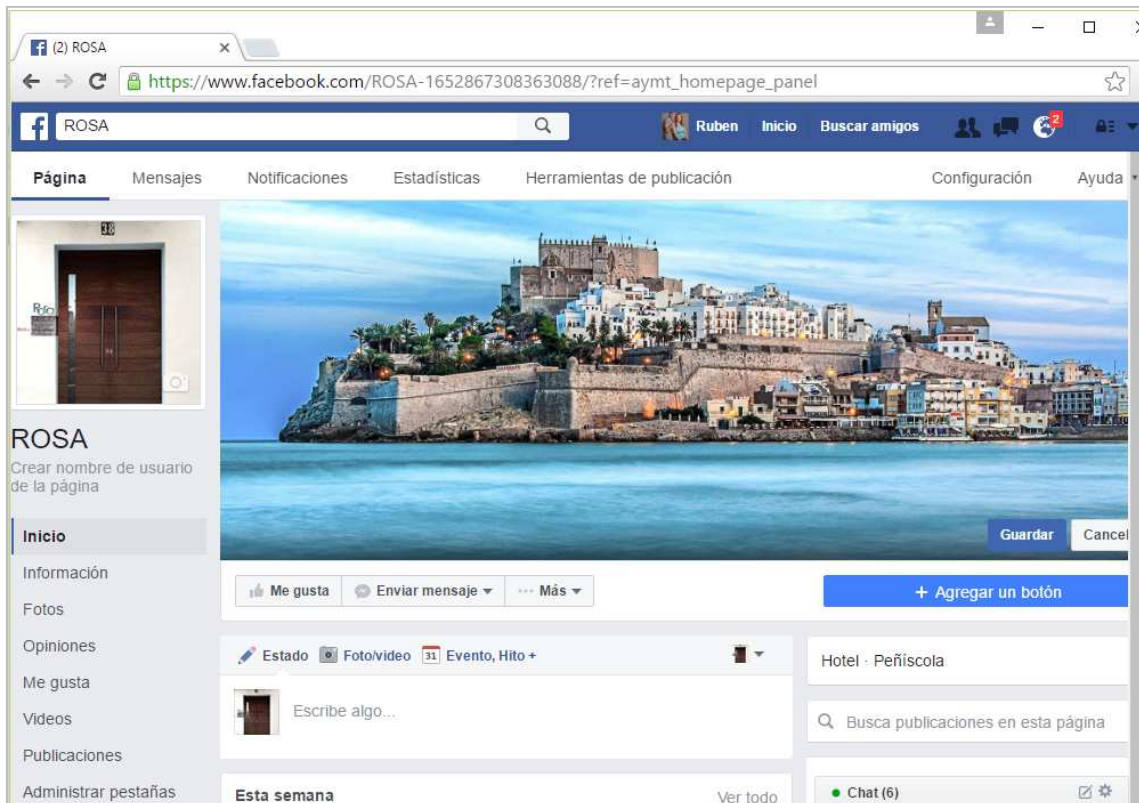 (2) ROSA
https://www.facebook.com/ROSA-1652867308363088/?ref=aymt_homepage_panel
ROSA
Ruben Inicio Buscar amigos 2
Página Mensajes Notificaciones Estadísticas Herramientas de publicación Configuración Ayuda
38
ROSA
Crear nombre de usuario
de la página
Inicio
Información
Fotos
Opiniones
Me gusta
Videos
Publicaciones
Administrar pestañas
Guardar Cancel
Me gusta Enviar mensaje Más
+ Agregar un botón
Estado Foto/video 31 Evento, Hito +
Escribe algo...
Esta semana Ver todo
Hotel · Peñíscola
Busca publicaciones en esta página
Chat (6)